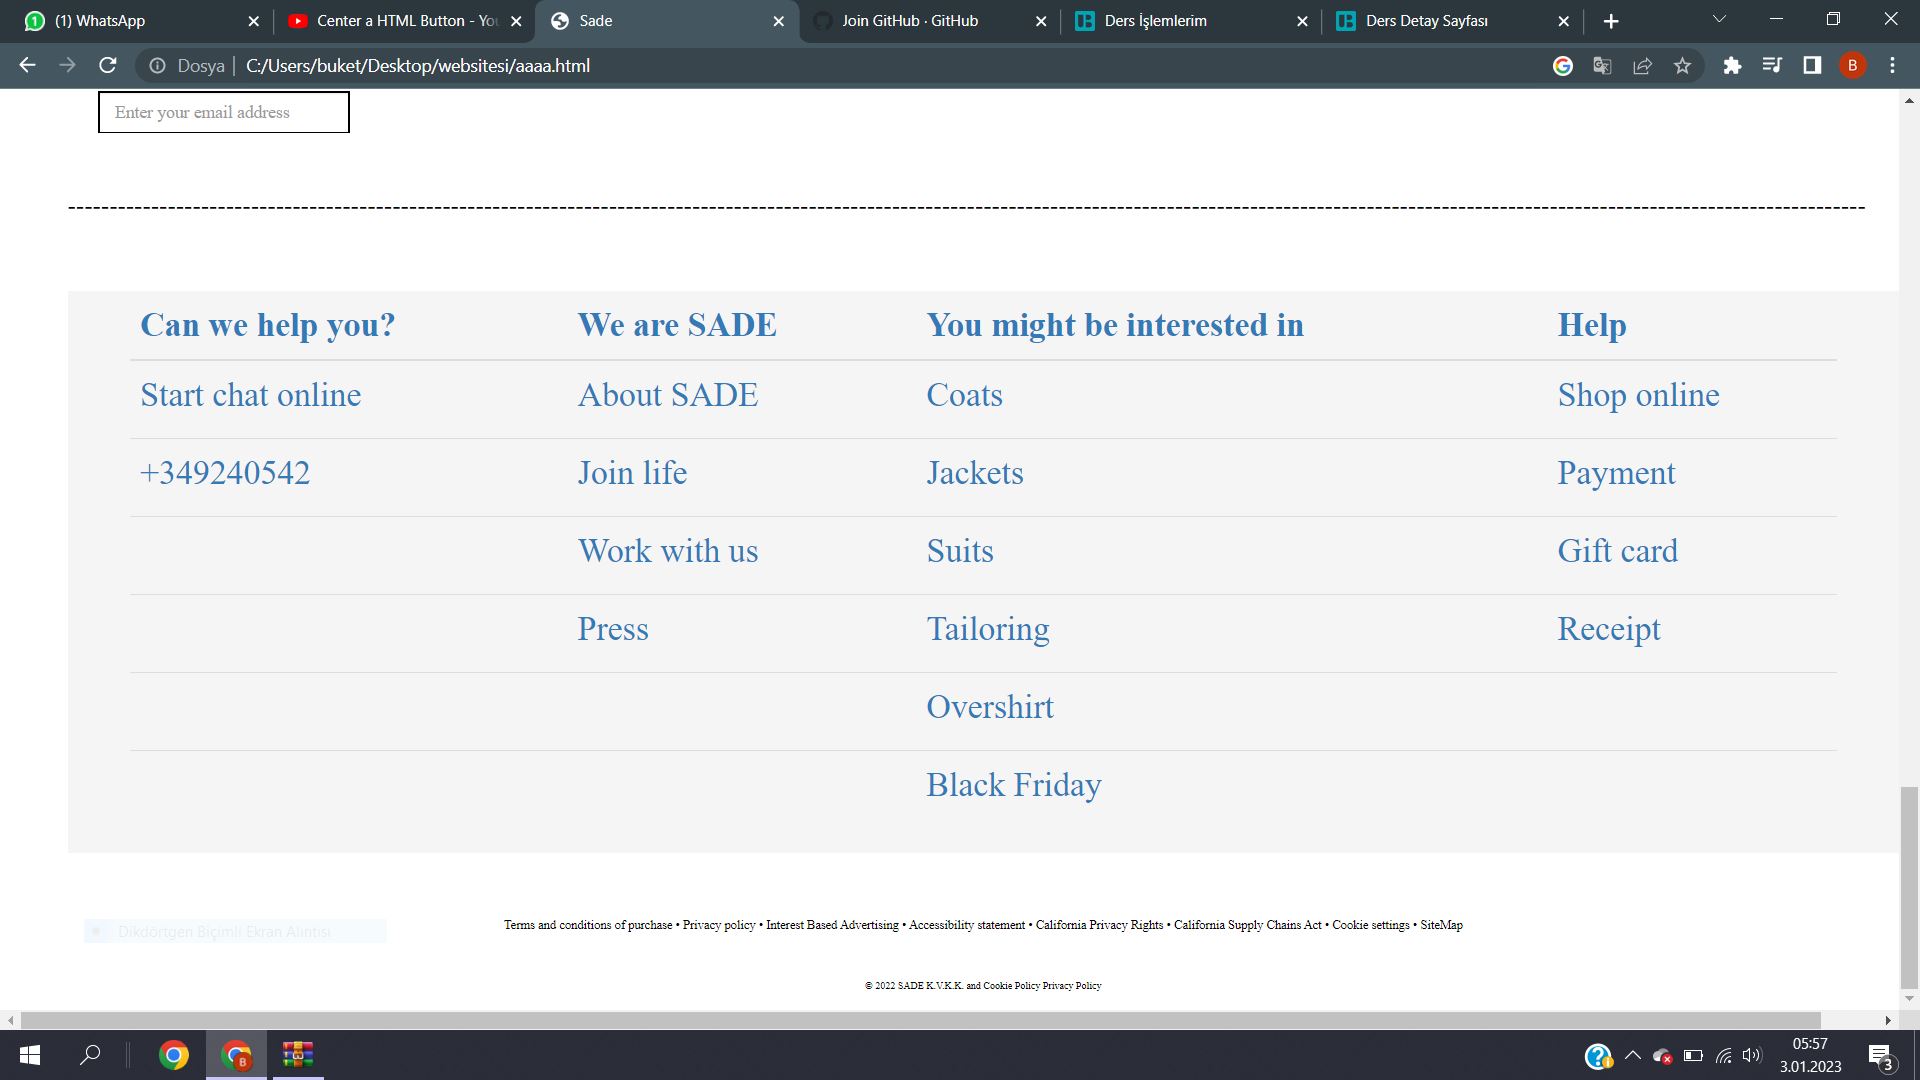 (1) WhatsApp
Center a HTML Button - You
Sade
Join GitHub · GitHub
Ders İşlemlerim
Ders Detay Sayfası
Dosya | C:/Users/buket/Desktop/websitesi/aaaa.html
B
Enter your email address
Can we help you? We are SADE You might be interested in Help
Start chat online About SADE Coats Shop online
+349240542 Join life Jackets Payment
Work with us Suits Gift card
Press Tailoring Receipt
Overshirt
Black Friday
Dikdörtgen Biçimli Ekran Alıntısı
Terms and conditions of purchase • Privacy policy • Interest Based Advertising • Accessibility statement • California Privacy Rights • California Supply Chains Act • Cookie settings • SiteMap
© 2022 SADE K.V.K.K. and Cookie Policy Privacy Policy
B
05:57
3.01.2023
3